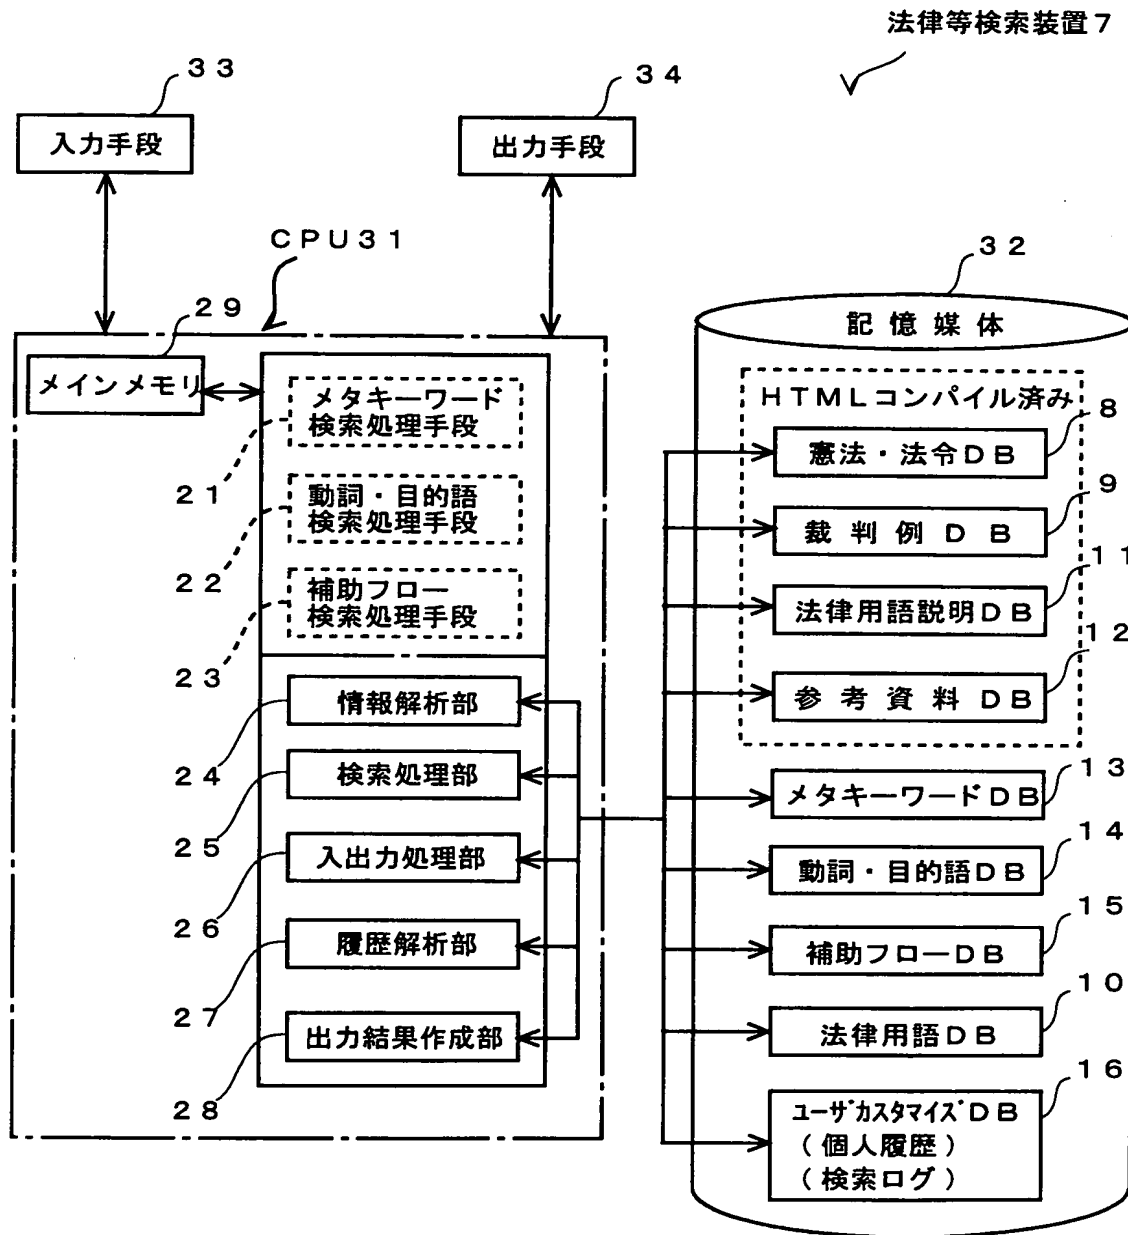 法律等検索装置７
３３
３４
入力手段
出力手段
ＣＰＵ３１
３２
２９
記憶媒体
メインメモリ
メタキーワード
検索処理手段
２１
動詞・目的語
検索処理手段
２２
補助フロー
検索処理手段
２３
情報解析部
２４
検索処理部
２５
入出力処理部
２６
履歴解析部
２７
出力結果作成部
２８
ＨＴＭＬコンパイル済み
８
憲法・法令ＤＢ
９
裁判例ＤＢ
１１
法律用語説明ＤＢ
１２
参考資料ＤＢ
１３
メタキーワードＤＢ
１４
動詞・目的語ＤＢ
１５
補助フローＤＢ
１０
法律用語ＤＢ
１６
ﾕｰｻﾞｶｽﾀﾏｲｽﾞＤＢ
（個人履歴）
（検索ログ）